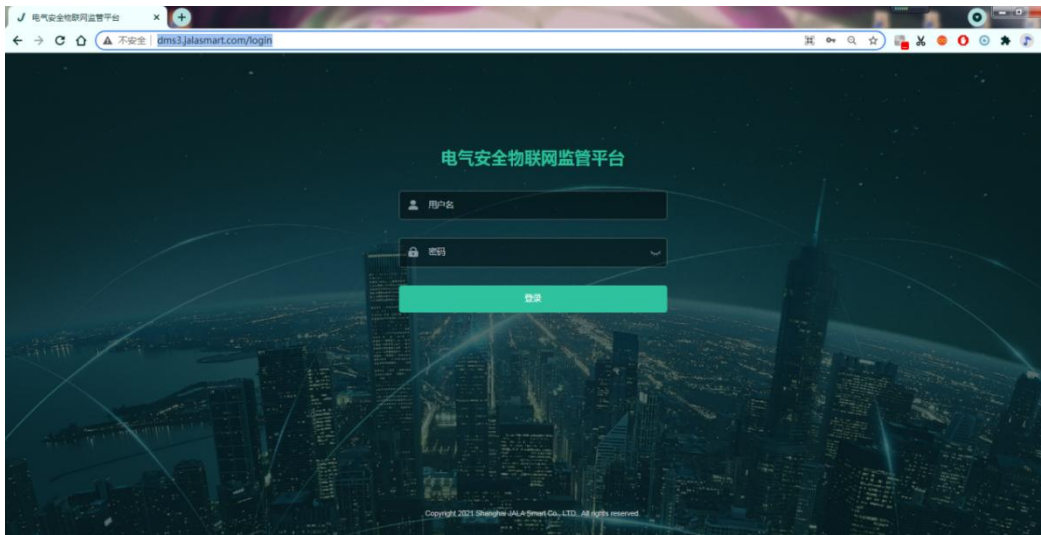 电气安全物联网监管平台
不安全 | dms3.jalasmart.com/login
电气安全物联网监管平台
用户名
密码
登录
Copyright 2021 Shanghai JALA Smart Co., LTD. All rights reserved.